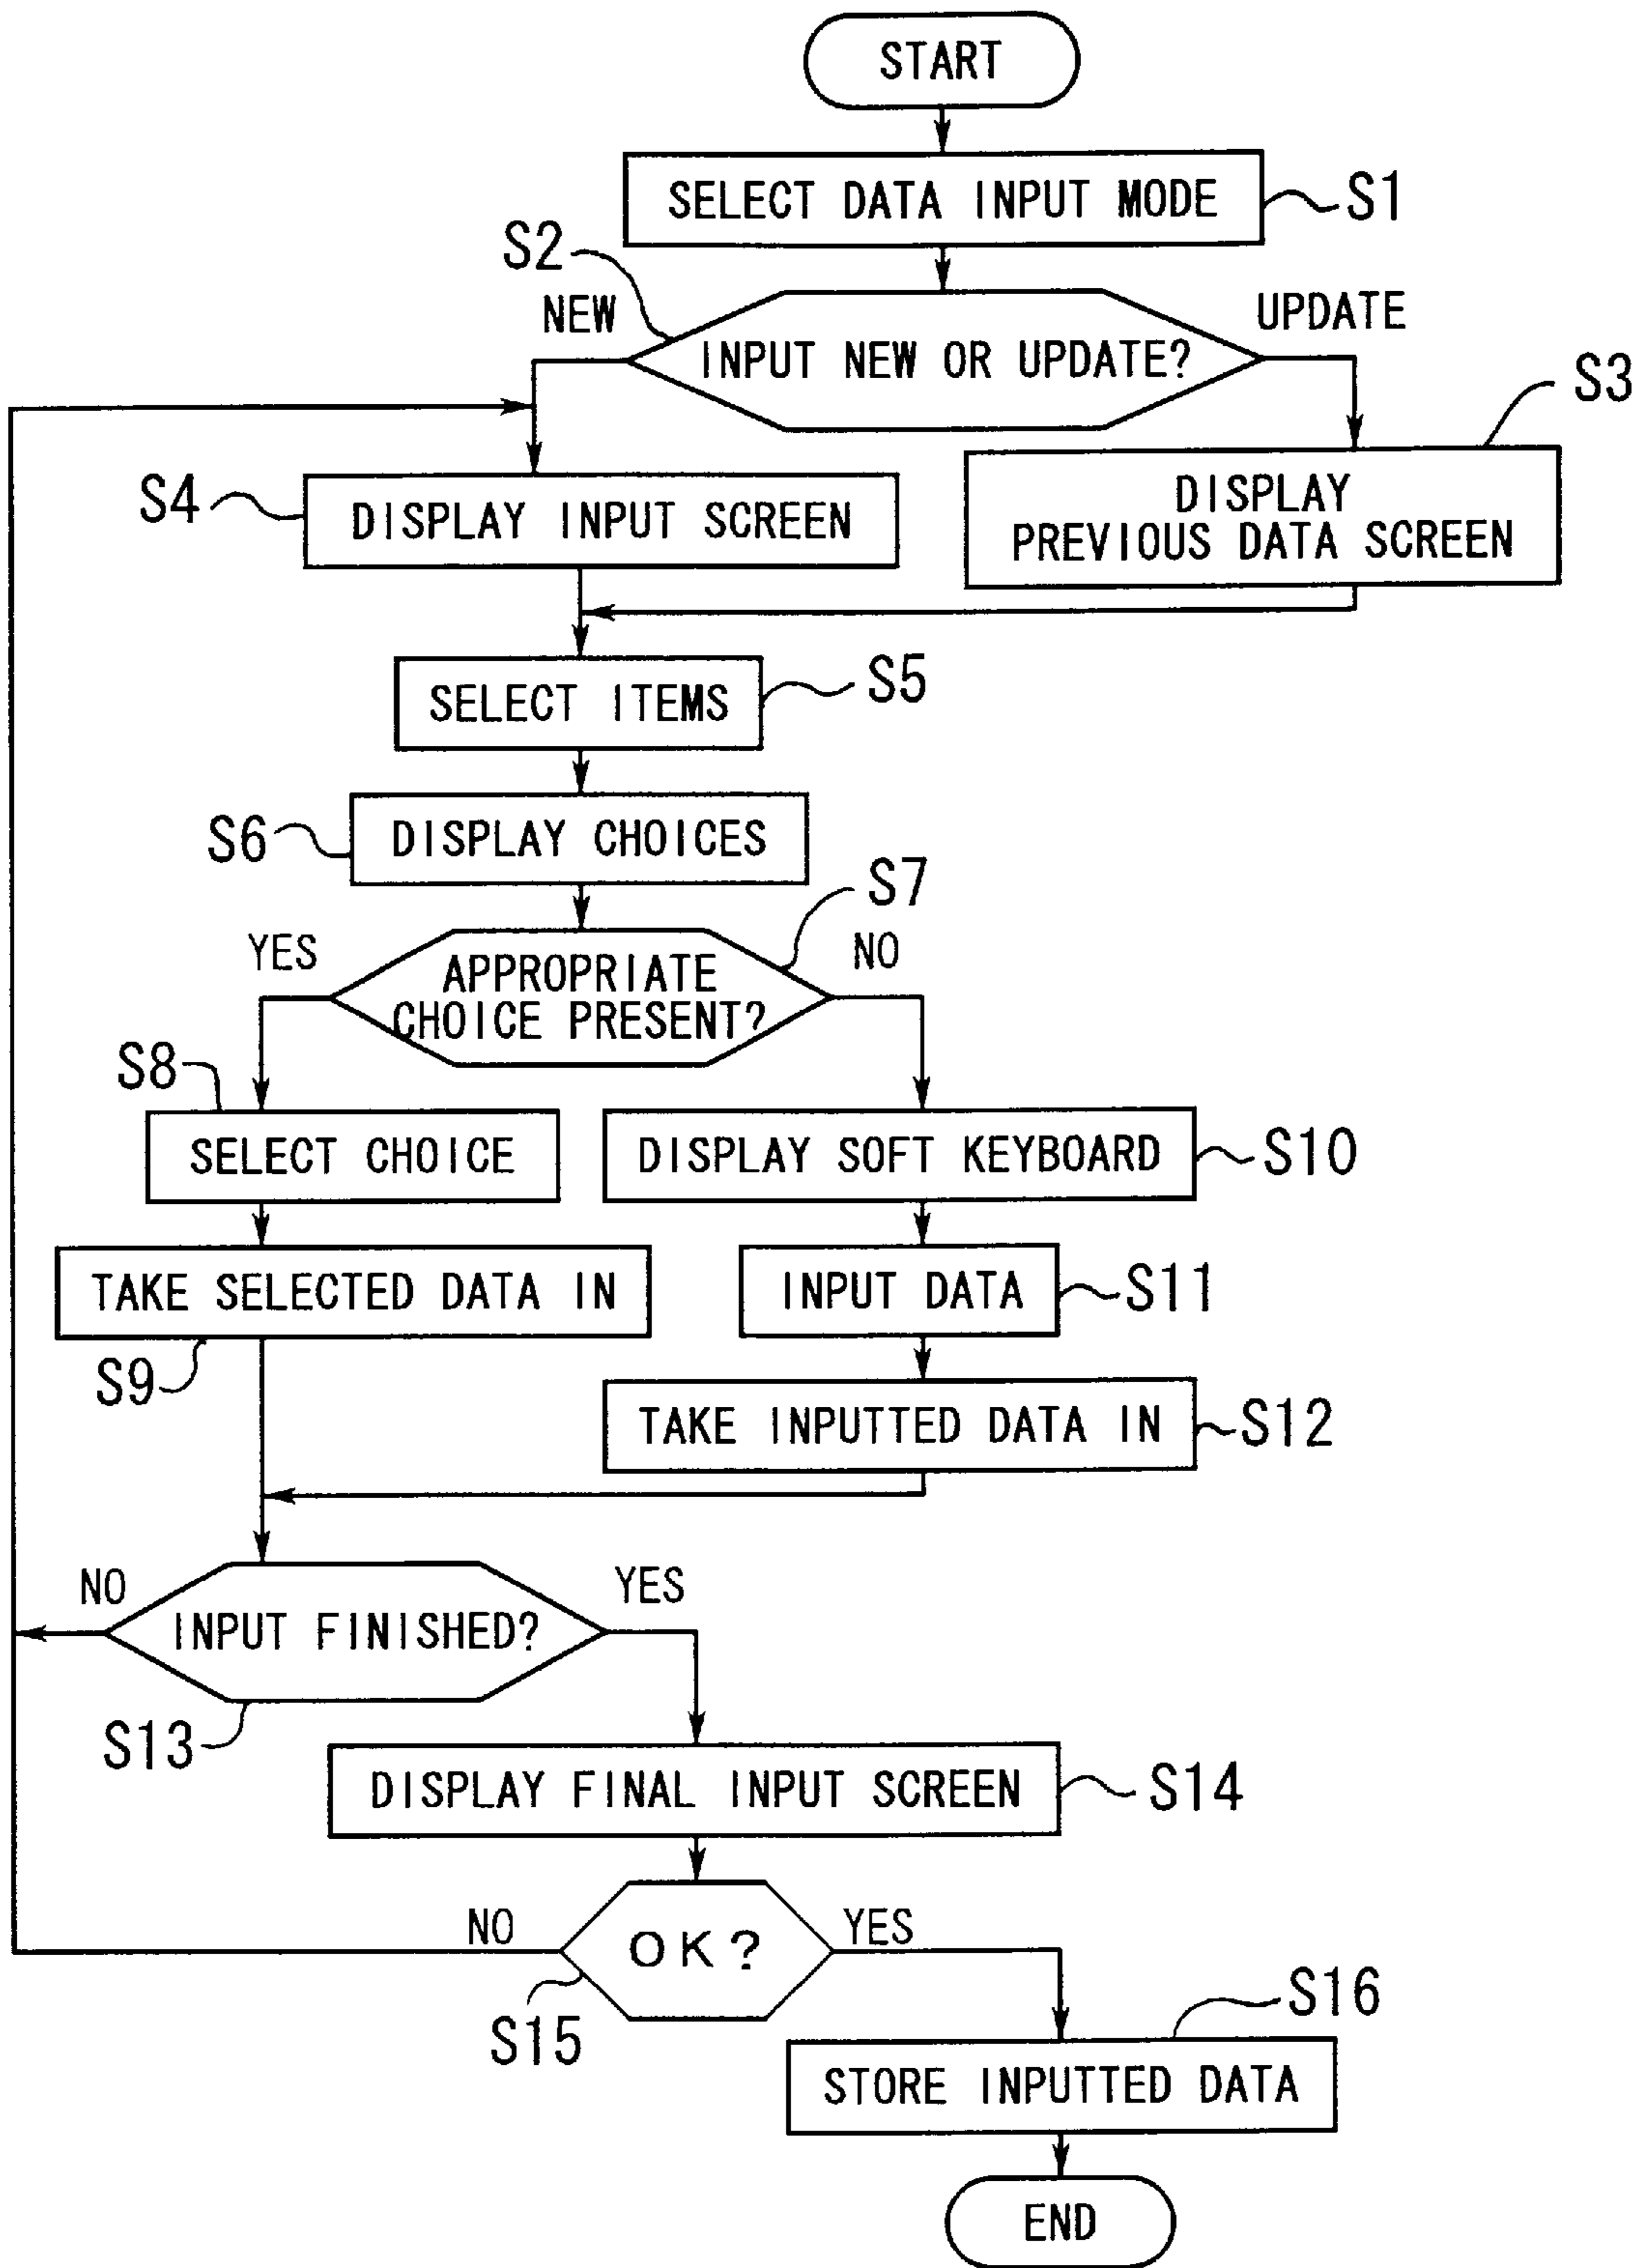 START
SELECT DATA INPUT MODE
S1
S2
NEW
UPDATE
INPUT NEW OR UPDATE?
S3
S4
DISPLAY INPUT SCREEN
DISPLAY
PREVIOUS DATA SCREEN
SELECT ITEMS
S5
S6
DISPLAY CHOICES
S7
YES
NO
APPROPRIATE
CHOICE PRESENT?
S8
SELECT CHOICE
DISPLAY SOFT KEYBOARD
S10
TAKE SELECTED DATA IN
INPUT DATA
S11
S9
TAKE INPUTTED DATA IN
S12
NO
YES
INPUT FINISHED?
S13
DISPLAY FINAL INPUT SCREEN
S14
NO
YES
OK?
S15
S16
STORE INPUTTED DATA
END